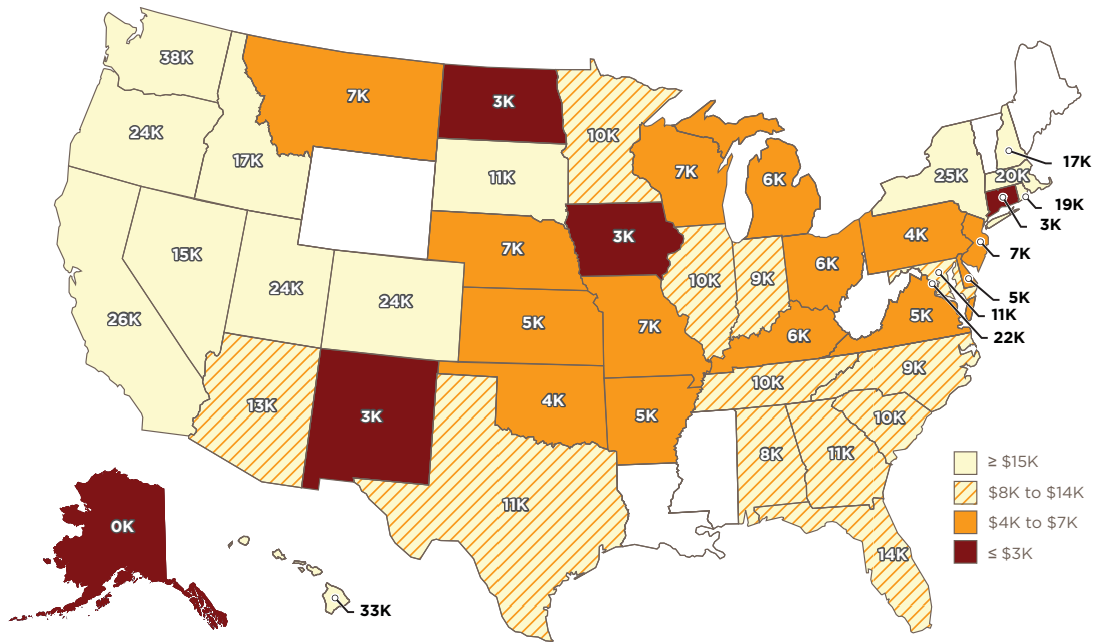 38K
7K
3K
10K
24K
17K
11K
7K
6K
25K
20K
17K
19K
3K
7K
3K
4K
7K
15K
24K
24K
26K
10K
9K
6K
5K
11K
22K
5K
7K
6K
5K
13K
3K
4K
5K
10K
9K
10K
8K
11K
11K
14K
0K
33K
≥ $15K
$8K to $14K
$4K to $7K
≤ $3K